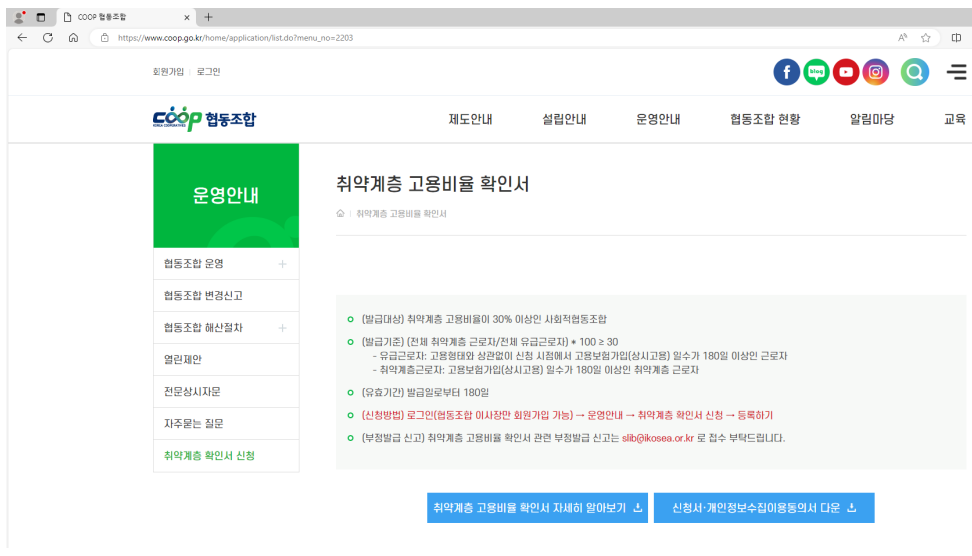 COOP 협동조합
https://www.coop.go.kr/home/application/list.do?menu_no=2203
회원가입 | 로그인
f blog
COOP 협동조합
KOREA COOPERATIVES
제도안내 설립안내 운영안내 협동조합 현황 알림마당 교육
운영안내
협동조합 운영
협동조합 변경신고
협동조합 해산절차
열린제안
전문상시자문
자주묻는 질문
취약계층 확인서 신청
취약계층 고용비율 확인서
취약계층 고용비율 확인서
(발급대상) 취약계층 고용비율이 30% 이상인 사회적협동조합
(발급기준) (전체 취약계층 근로자/전체 유급근로자) * 100 ≥ 30
- 유급근로자: 고용형태와 상관없이 신청 시점에서 고용보험가입(상시고용) 일수가 180일 이상인 근로자
- 취약계층근로자: 고용보험가입(상시고용) 일수가 180일 이상인 취약계층 근로자
(유효기간) 발급일로부터 180일
(신청방법) 로그인(협동조합 이사장만 회원가입 가능) → 운영안내 → 취약계층 확인서 신청 → 등록하기
(부정발급 신고) 취약계층 고용비율 확인서 관련 부정발급 신고는 slib@ikosea.or.kr 로 접수 부탁드립니다.
취약계층 고용비율 확인서 자세히 알아보기
신청서·개인정보수집이용동의서 다운